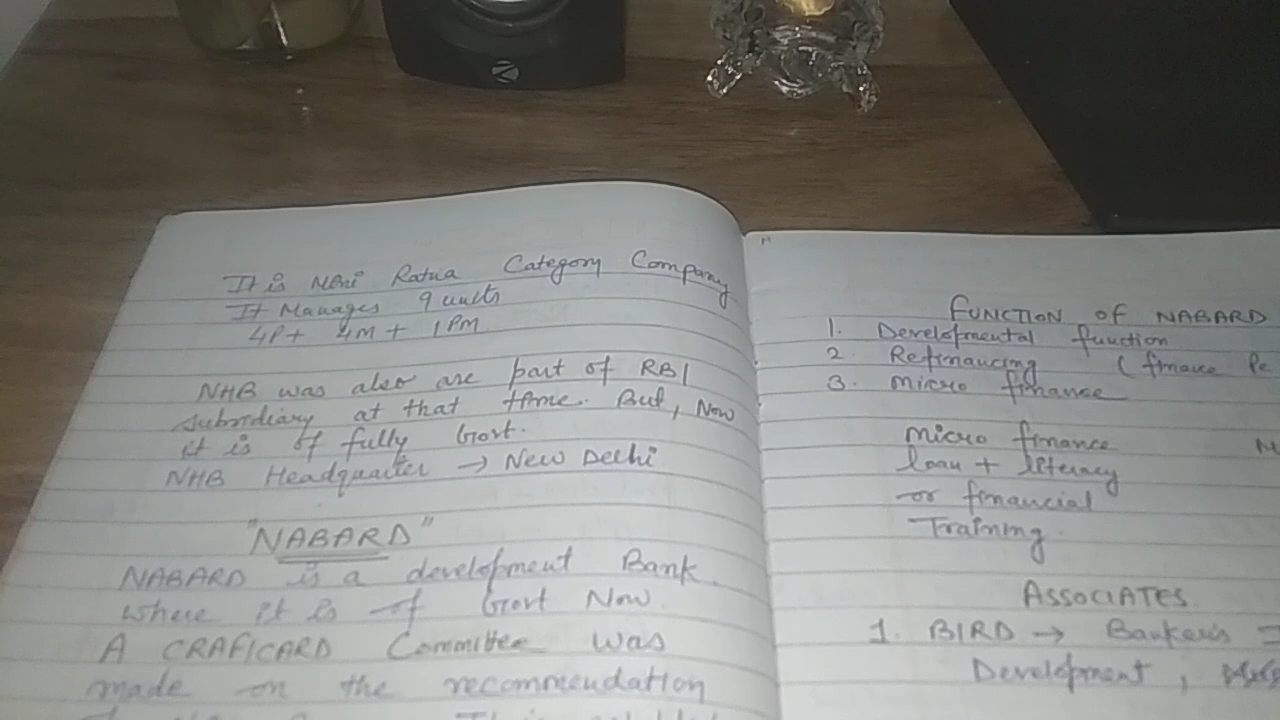 It is Mini Ratna Category Company
It Manages 9 units
4P + 4M + 1PM
NHB was also are part of RBI
subsidiary at that time. But, Now
it is of fully Govt.
NHB Headquarter → New Delhi
"NABARD"
NABARD is a development Bank
where it is of Govt Now.
A CRAFICARD Committee was
made on the recommendation
FUNCTION OF NABARD
1. Developmental function
2. Refinancing (finance
3. micro finance
micro finance
loan + literacy
or financial
Training.
ASSOCIATES
1. BIRD → Banker's
Development,